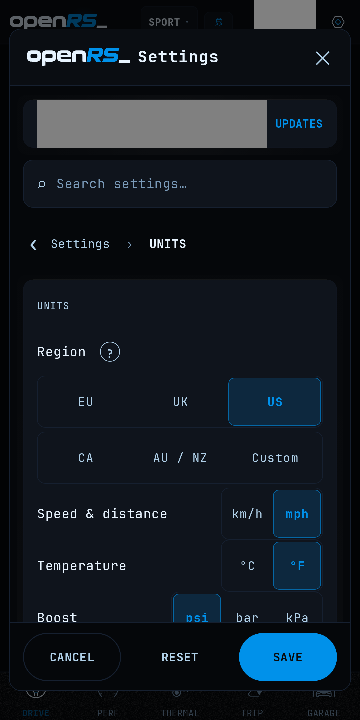 openRS_
SPORT
openRS_ Settings
UPDATES
Search settings…
Settings › UNITS
UNITS
Region ?
EU UK US
CA AU / NZ Custom
Speed & distance km/h mph
Temperature °C °F
Boost psi bar kPa
CANCEL RESET SAVE
DRIVE THERMAL TRIP GARAGE